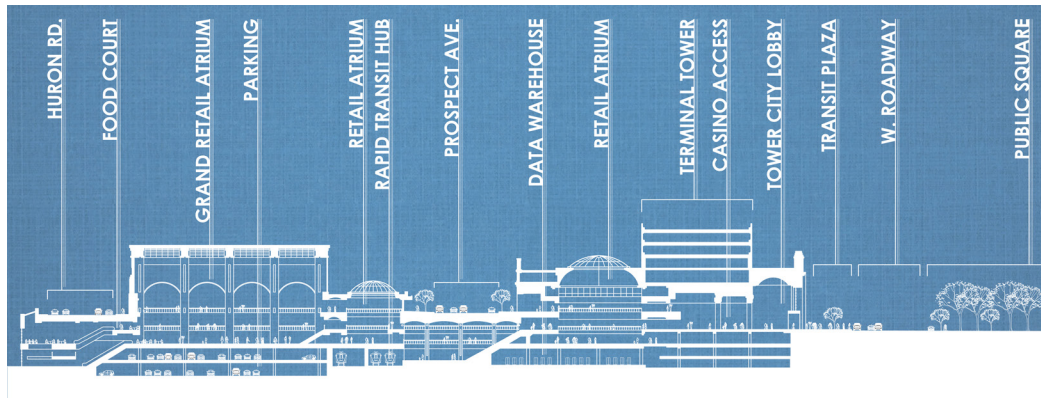 HURON RD.
FOOD COURT
GRAND RETAIL ATRIUM
PARKING
RETAIL ATRIUM
RAPID TRANSIT HUB
PROSPECT AVE.
DATA WAREHOUSE
RETAIL ATRIUM
TERMINAL TOWER
CASINO ACCESS
TOWER CITY LOBBY
TRANSIT PLAZA
W. ROADWAY
PUBLIC SQUARE